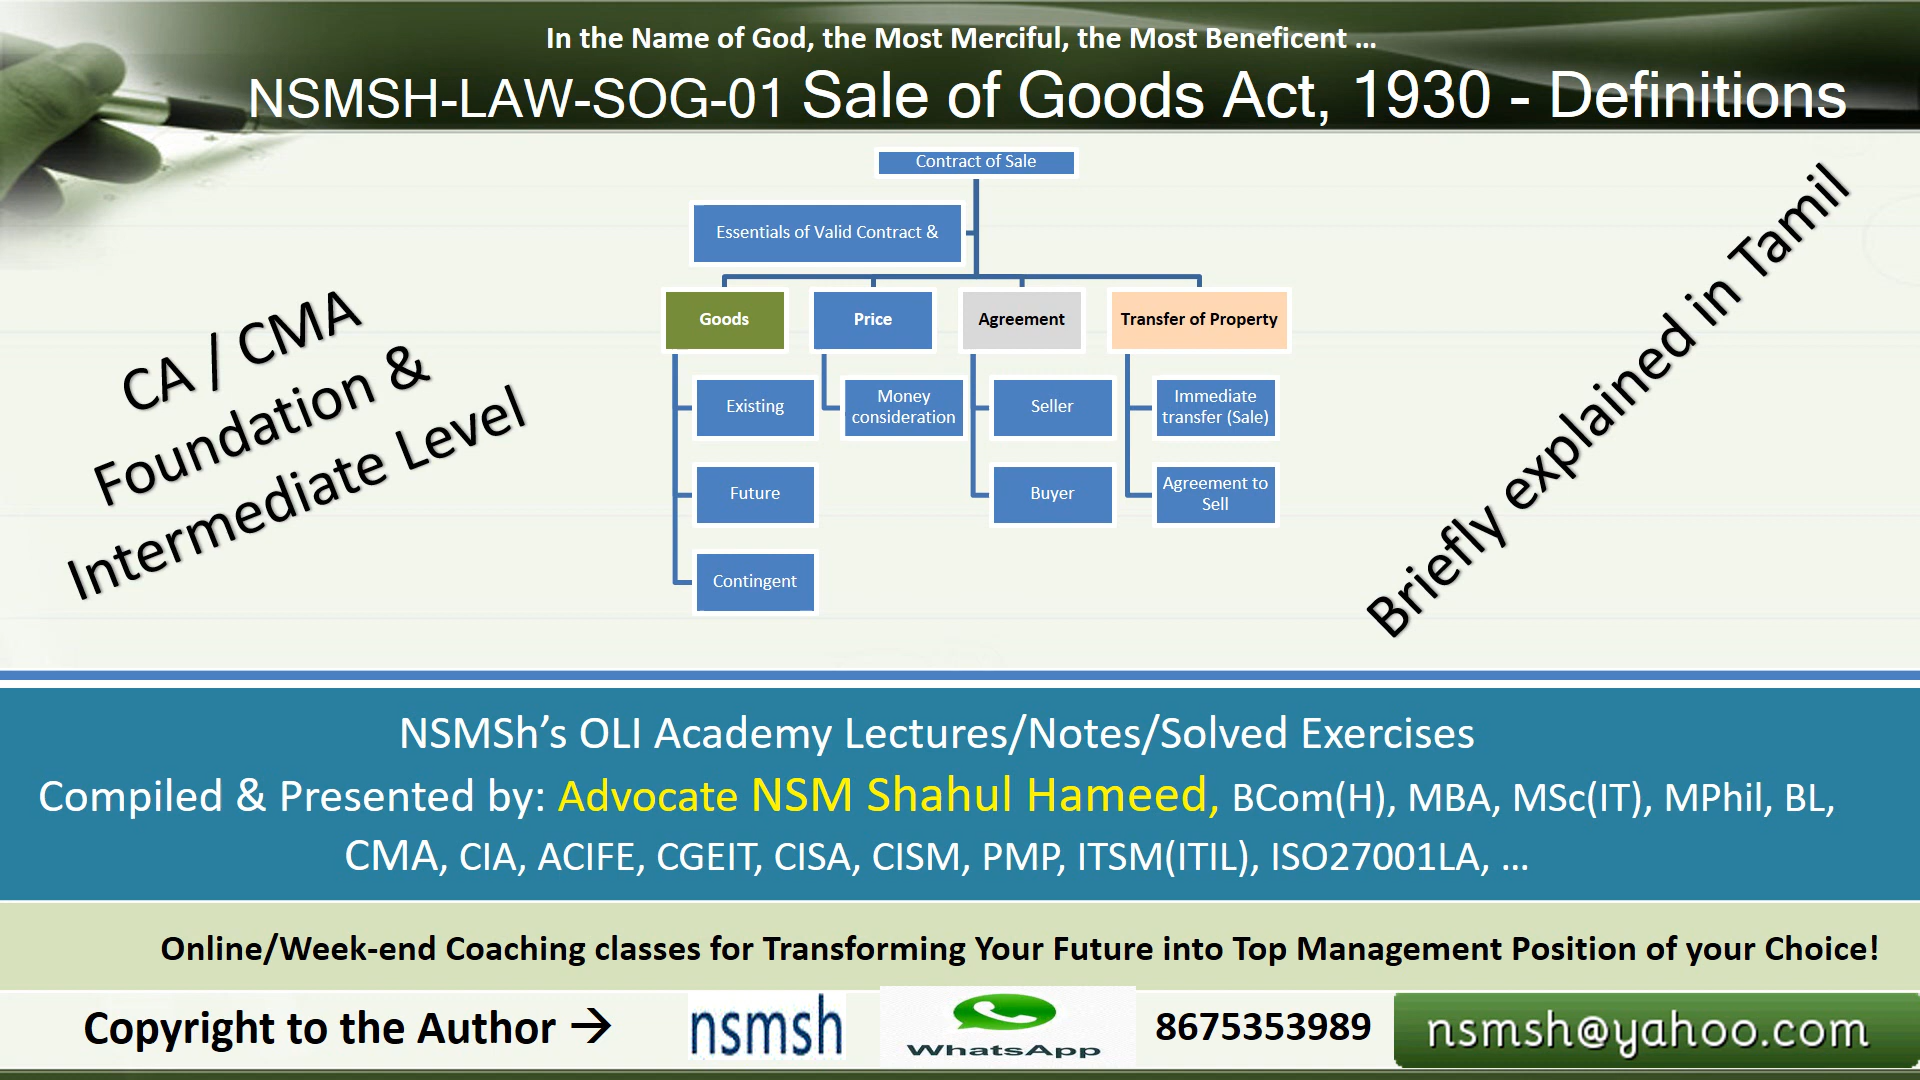 In the Name of God, the Most Merciful, the Most Beneficent ...
NSMSH-LAW-SOG-01 Sale of Goods Act, 1930 - Definitions
Contract of Sale
Essentials of Valid Contract &
Goods
Price
Agreement
Transfer of Property
Existing
Money
consideration
Seller
Immediate
transfer (Sale)
Future
Buyer
Agreement to
Sell
Contingent
CA / CMA
Foundation &
Intermediate Level
Briefly explained in Tamil
NSMSh’s OLI Academy Lectures/Notes/Solved Exercises
Compiled & Presented by: Advocate NSM Shahul Hameed, BCom(H), MBA, MSc(IT), MPhil, BL,
CMA, CIA, ACIFE, CGEIT, CISA, CISM, PMP, ITSM(ITIL), ISO27001LA, ...
Online/Week-end Coaching classes for Transforming Your Future into Top Management Position of your Choice!
Copyright to the Author → nsmsh WhatsApp 8675353989 nsmsh@yahoo.com